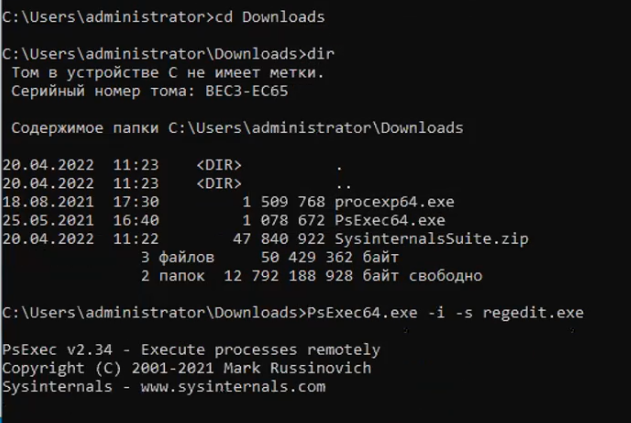 C:\Users\administrator>cd Downloads
C:\Users\administrator\Downloads>dir
Том в устройстве C не имеет метки.
Серийный номер тома: BEC3-EC65
Содержимое папки C:\Users\administrator\Downloads
20.04.2022 11:23 <DIR> .
20.04.2022 11:23 <DIR> ..
18.08.2021 17:30 1 509 768 procexp64.exe
25.05.2021 16:40 1 078 672 PsExec64.exe
20.04.2022 11:22 47 840 922 SysinternalsSuite.zip
3 файлов 50 429 362 байт
2 папок 12 792 188 928 байт свободно
C:\Users\administrator\Downloads>PsExec64.exe -i -s regedit.exe
PsExec v2.34 - Execute processes remotely
Copyright (C) 2001-2021 Mark Russinovich
Sysinternals - www.sysinternals.com